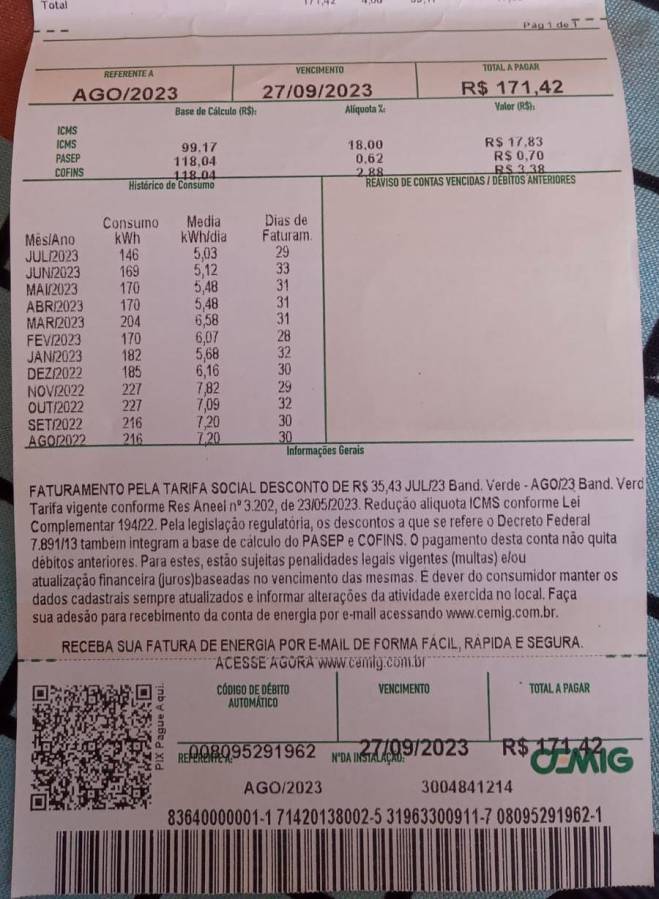 Total
171,42
Pág 1 de 1
REFERENTE A VENCIMENTO TOTAL A PAGAR
AGO/2023 27/09/2023 R$ 171,42
Base de Cálculo (R$): Alíquota %: Valor (R$):
ICMS
ICMS 99,17 18.00 R$ 17,83
PASEP 118,04 0.62 R$ 0,70
COFINS 118,04 2.88 R$ 3,38
Histórico de Consumo REAVISO DE CONTAS VENCIDAS / DÉBITOS ANTERIORES
Consumo Media Dias de
Mês/Ano kWh kWh/dia Faturam.
JUL/2023 146 5,03 29
JUN/2023 169 5,12 33
MAI/2023 170 5,48 31
ABR/2023 170 5,48 31
MAR/2023 204 6,58 31
FEV/2023 170 6,07 28
JAN/2023 182 5,68 32
DEZ/2022 185 6,16 30
NOV/2022 227 7,82 29
OUT/2022 227 7,09 32
SET/2022 216 7,20 30
AGO/2022 216 7,20 30
Informações Gerais
FATURAMENTO PELA TARIFA SOCIAL DESCONTO DE R$ 35,43 JUL/23 Band. Verde - AGO/23 Band. Verd
Tarifa vigente conforme Res Aneel nº 3.202, de 23/05/2023. Redução aliquota ICMS conforme Lei
Complementar 194/22. Pela legislação regulatória, os descontos a que se refere o Decreto Federal
7.891/13 também integram a base de cálculo do PASEP e COFINS. O pagamento desta conta não quita
débitos anteriores. Para estes, estão sujeitas penalidades legais vigentes (multas) e/ou
atualização financeira (juros)baseadas no vencimento das mesmas. É dever do consumidor manter os
dados cadastrais sempre atualizados e informar alterações da atividade exercida no local. Faça
sua adesão para recebimento da conta de energia por e-mail acessando www.cemig.com.br.
RECEBA SUA FATURA DE ENERGIA POR E-MAIL DE FORMA FÁCIL, RÁPIDA E SEGURA.
ACESSE AGORA www.cemig.com.br
PIX Pague Aqui.
CÓDIGO DE DÉBITO VENCIMENTO TOTAL A PAGAR
AUTOMÁTICO
008095291962 27/09/2023 R$ 171,42
REFERENTE A: Nº DA INSTALAÇÃO: CEMIG
AGO/2023 3004841214
83640000001-1 71420138002-5 31963300911-7 08095291962-1